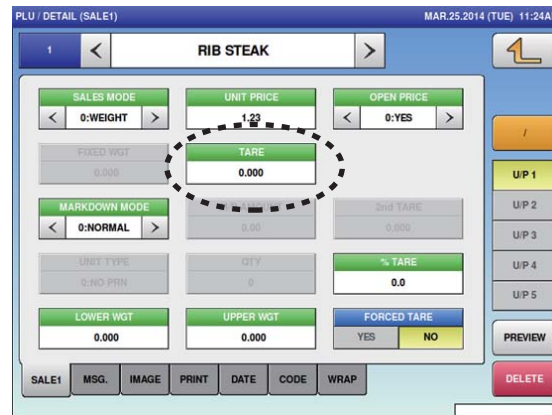 PLU / DETAIL (SALE1) MAR.25.2014 (TUE) 11:24A
1 < RIB STEAK >
SALES MODE UNIT PRICE OPEN PRICE
< 0:WEIGHT > 1.23 < 0:YES >
/
FIXED WGT TARE
0.000 0.000
U/P 1
MARKDOWN MODE 2nd TARE
U/P 2
< 0:NORMAL > 0.00 0.000
U/P 3
UNIT TYPE QTY % TARE
U/P 4
0:NO PRN 0 0.0
U/P 5
LOWER WGT UPPER WGT FORCED TARE
0.000 0.000 YES NO
PREVIEW
SALE1 MSG. IMAGE PRINT DATE CODE WRAP
DELETE